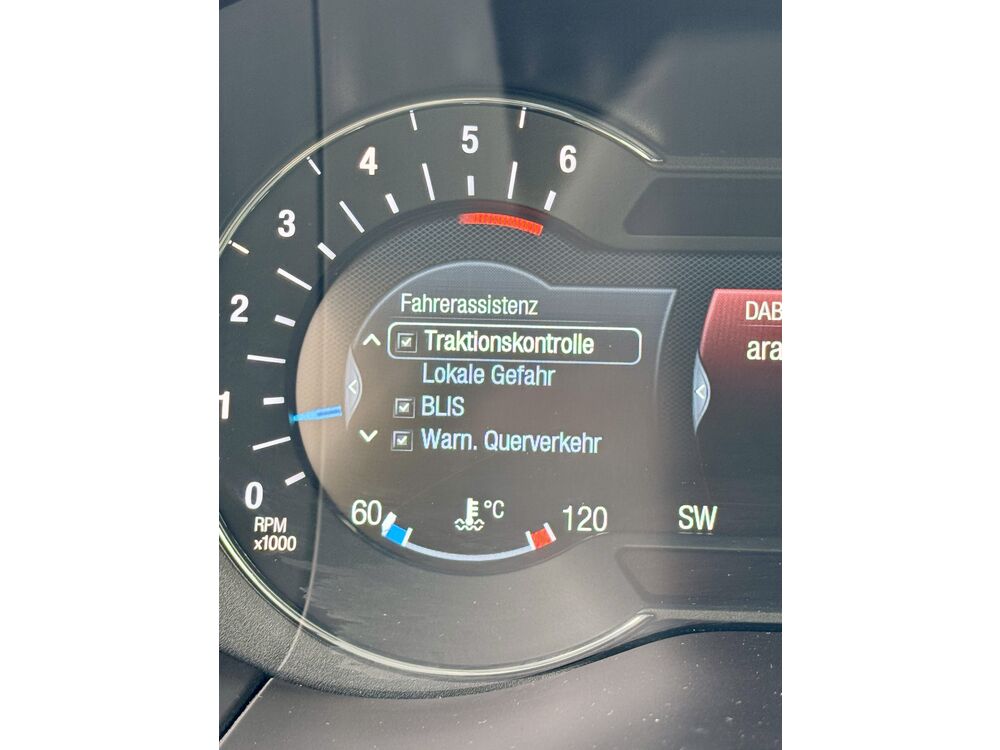 5
4
6
3
2
1
0
RPM
x1000
Fahrerassistenz
Traktionskontrolle
Lokale Gefahr
BLIS
Warn. Querverkehr
60
°C
120
SW
DAB
ara